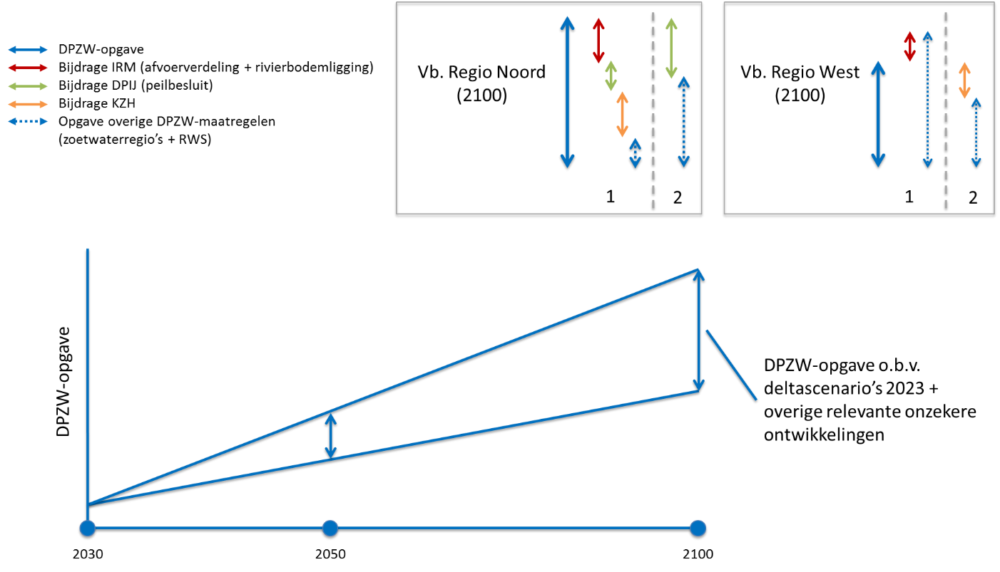 DPZW-opgave
Bijdrage IRM (afvoerverdeling + rivierbodemligging)
Bijdrage DPIJ (peilbesluit)
Bijdrage KZH
Opgave overige DPZW-maatregelen
(zoetwaterregio's + RWS)
Vb. Regio Noord
(2100)
1
2
Vb. Regio West
(2100)
1
2
DPZW-opgave
DPZW-opgave o.b.v.
deltascenario's 2023 +
overige relevante onzekere
ontwikkelingen
2030
2050
2100